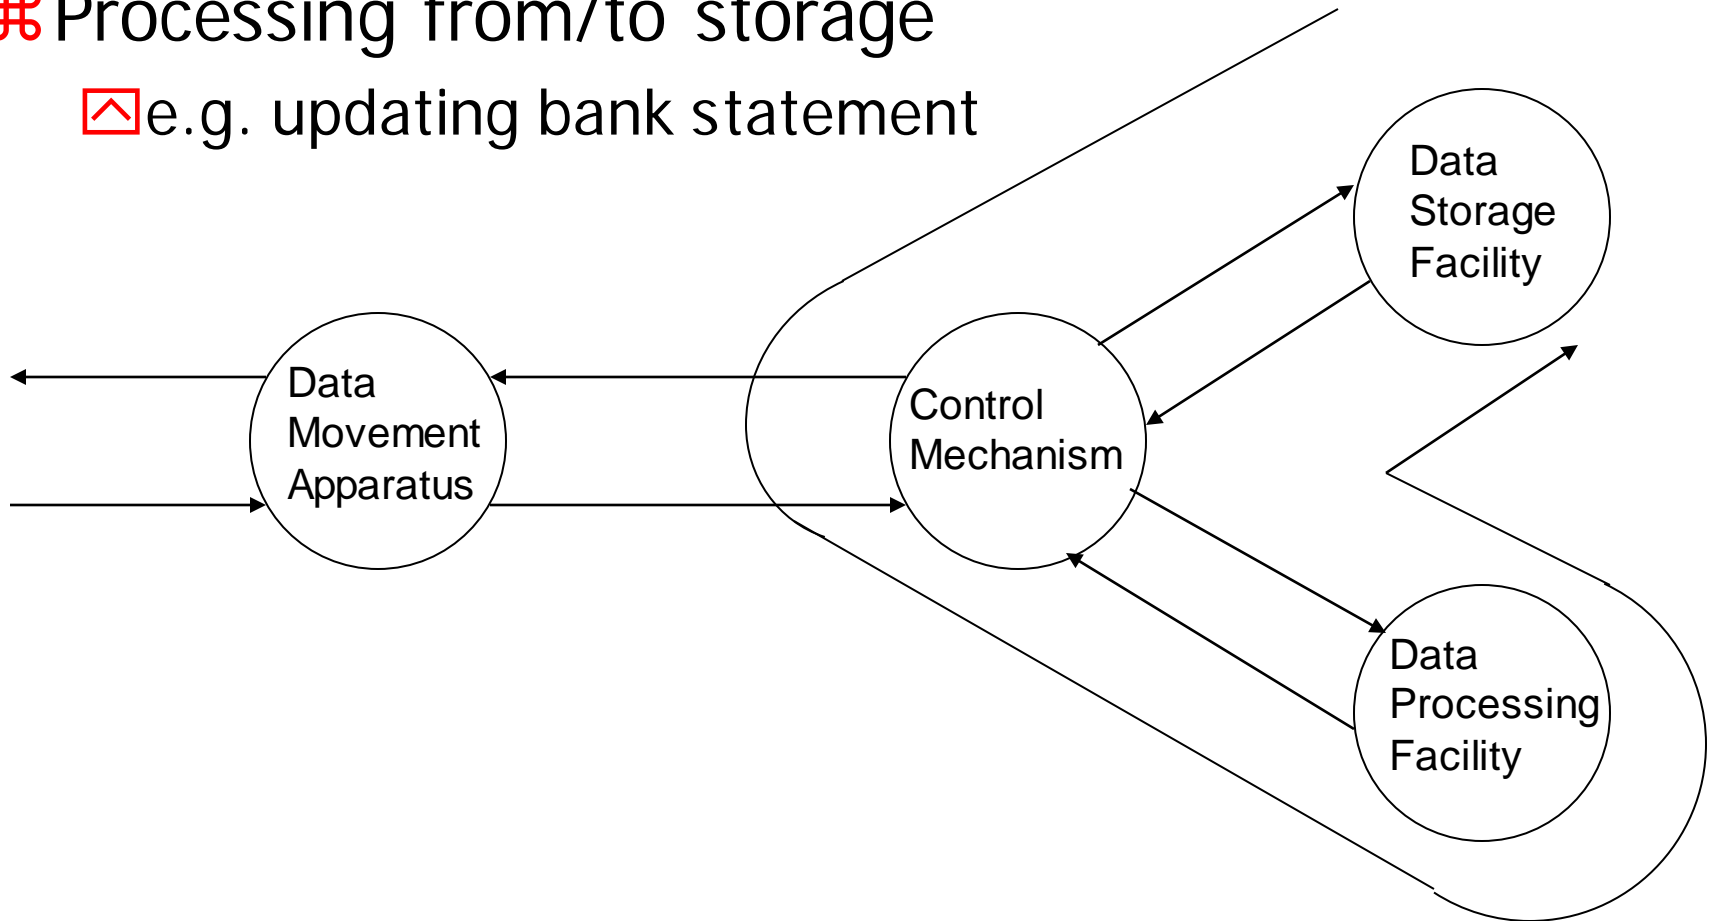 ⌘Processing from/to storage
e.g. updating bank statement
Data
Storage
Facility
Data
Movement
Apparatus
Control
Mechanism
Data
Processing
Facility